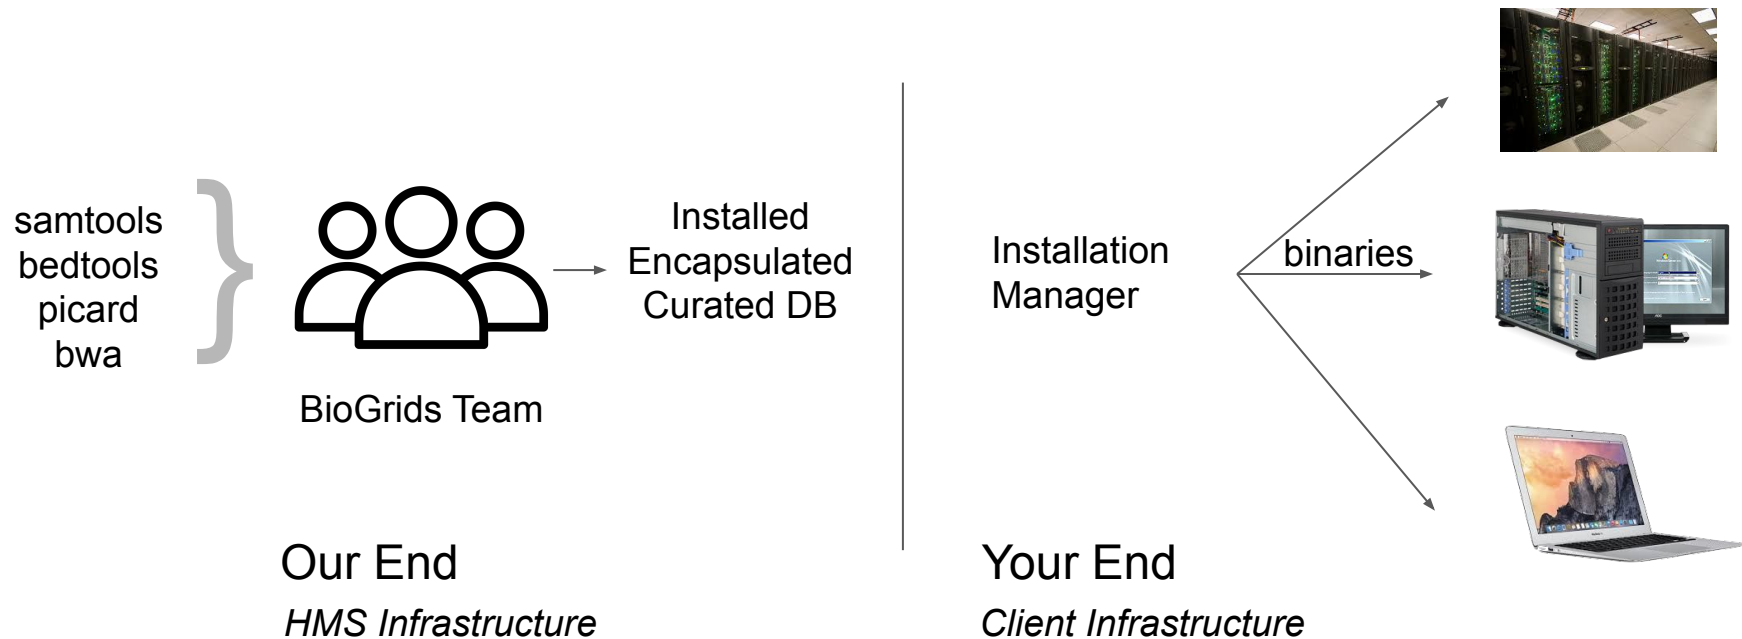 samtools
bedtools
picard
bwa
BioGrids Team
Installed
Encapsulated
Curated DB
Our End
HMS Infrastructure
Installation
Manager
binaries
Your End
Client Infrastructure